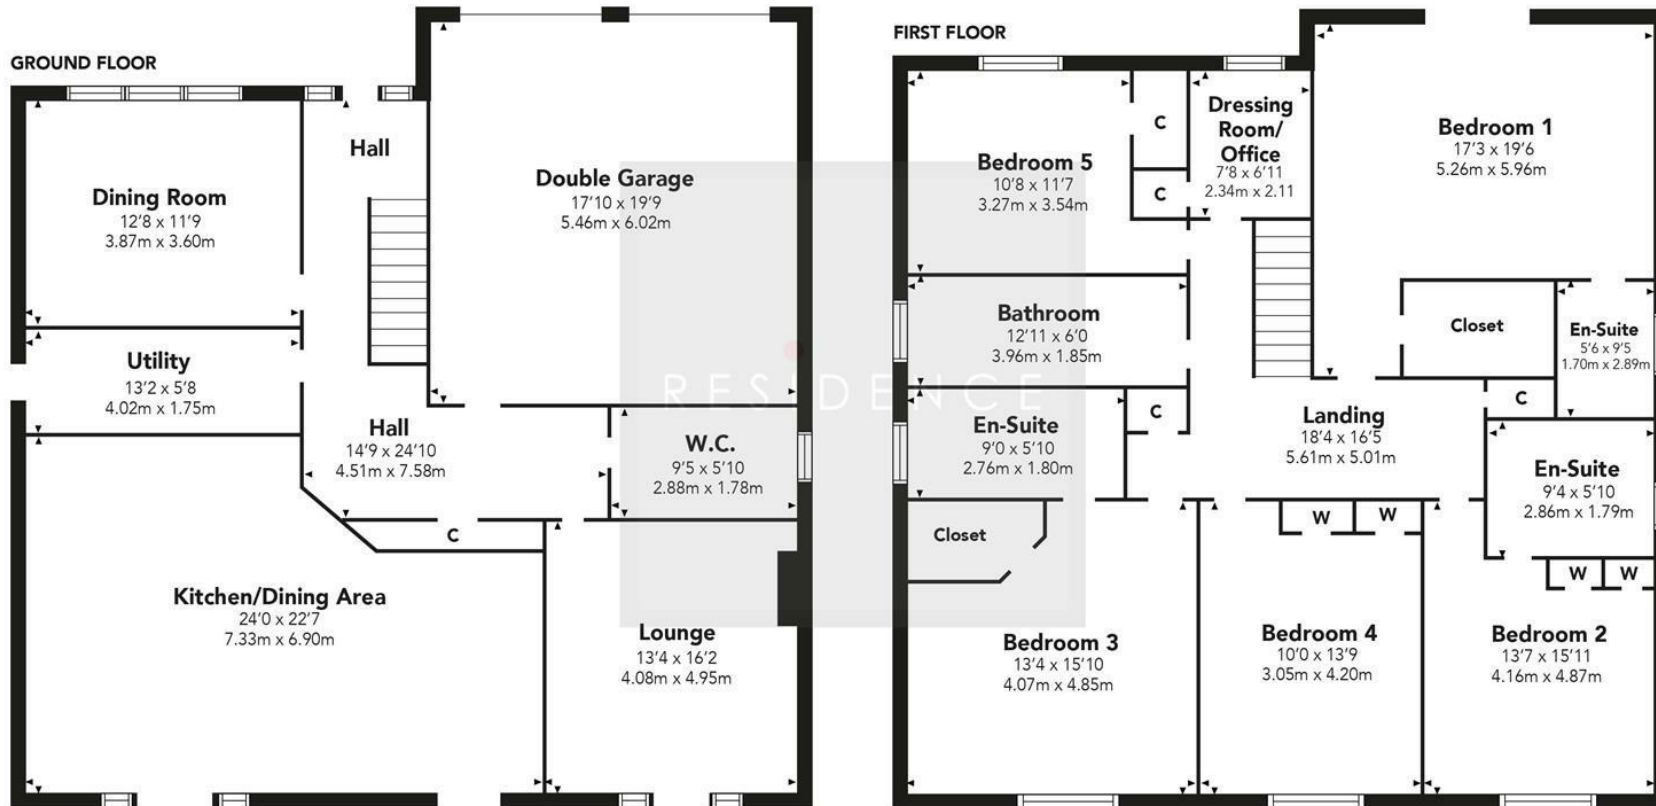 GROUND FLOOR
Hall
Dining Room
12'8 x 11'9
3.87m x 3.60m
Double Garage
17'10 x 19'9
5.46m x 6.02m
Utility
13'2 x 5'8
4.02m x 1.75m
Hall
14'9 x 24'10
4.51m x 7.58m
W.C.
9'5 x 5'10
2.88m x 1.78m
C
Kitchen/Dining Area
24'0 x 22'7
7.33m x 6.90m
Lounge
13'4 x 16'2
4.08m x 4.95m
RESIDENCE
FIRST FLOOR
Bedroom 5
10'8 x 11'7
3.27m x 3.54m
C
C
Dressing
Room/
Office
7'8 x 6'11
2.34m x 2.11
Bedroom 1
17'3 x 19'6
5.26m x 5.96m
Bathroom
12'11 x 6'0
3.96m x 1.85m
Closet
En-Suite
5'6 x 9'5
1.70m x 2.89m
En-Suite
9'0 x 5'10
2.76m x 1.80m
C
Landing
18'4 x 16'5
5.61m x 5.01m
C
En-Suite
9'4 x 5'10
2.86m x 1.79m
Closet
W
W
W
W
Bedroom 3
13'4 x 15'10
4.07m x 4.85m
Bedroom 4
10'0 x 13'9
3.05m x 4.20m
Bedroom 2
13'7 x 15'11
4.16m x 4.87m